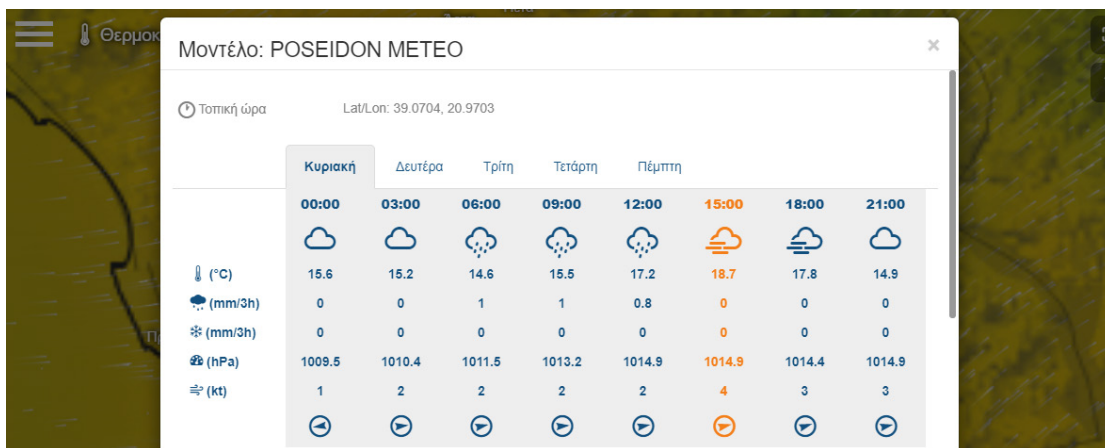 Θερμοκ
Μοντέλο: POSEIDON METEO
×
Τοπική ώρα Lat/Lon: 39.0704, 20.9703
Κυριακή Δευτέρα Τρίτη Τετάρτη Πέμπτη
00:00 03:00 06:00 09:00 12:00 15:00 18:00 21:00
(°C) 15.6 15.2 14.6 15.5 17.2 18.7 17.8 14.9
(mm/3h) 0 0 1 1 0.8 0 0 0
(mm/3h) 0 0 0 0 0 0 0 0
(hPa) 1009.5 1010.4 1011.5 1013.2 1014.9 1014.9 1014.4 1014.9
(kt) 1 2 2 2 2 4 3 3